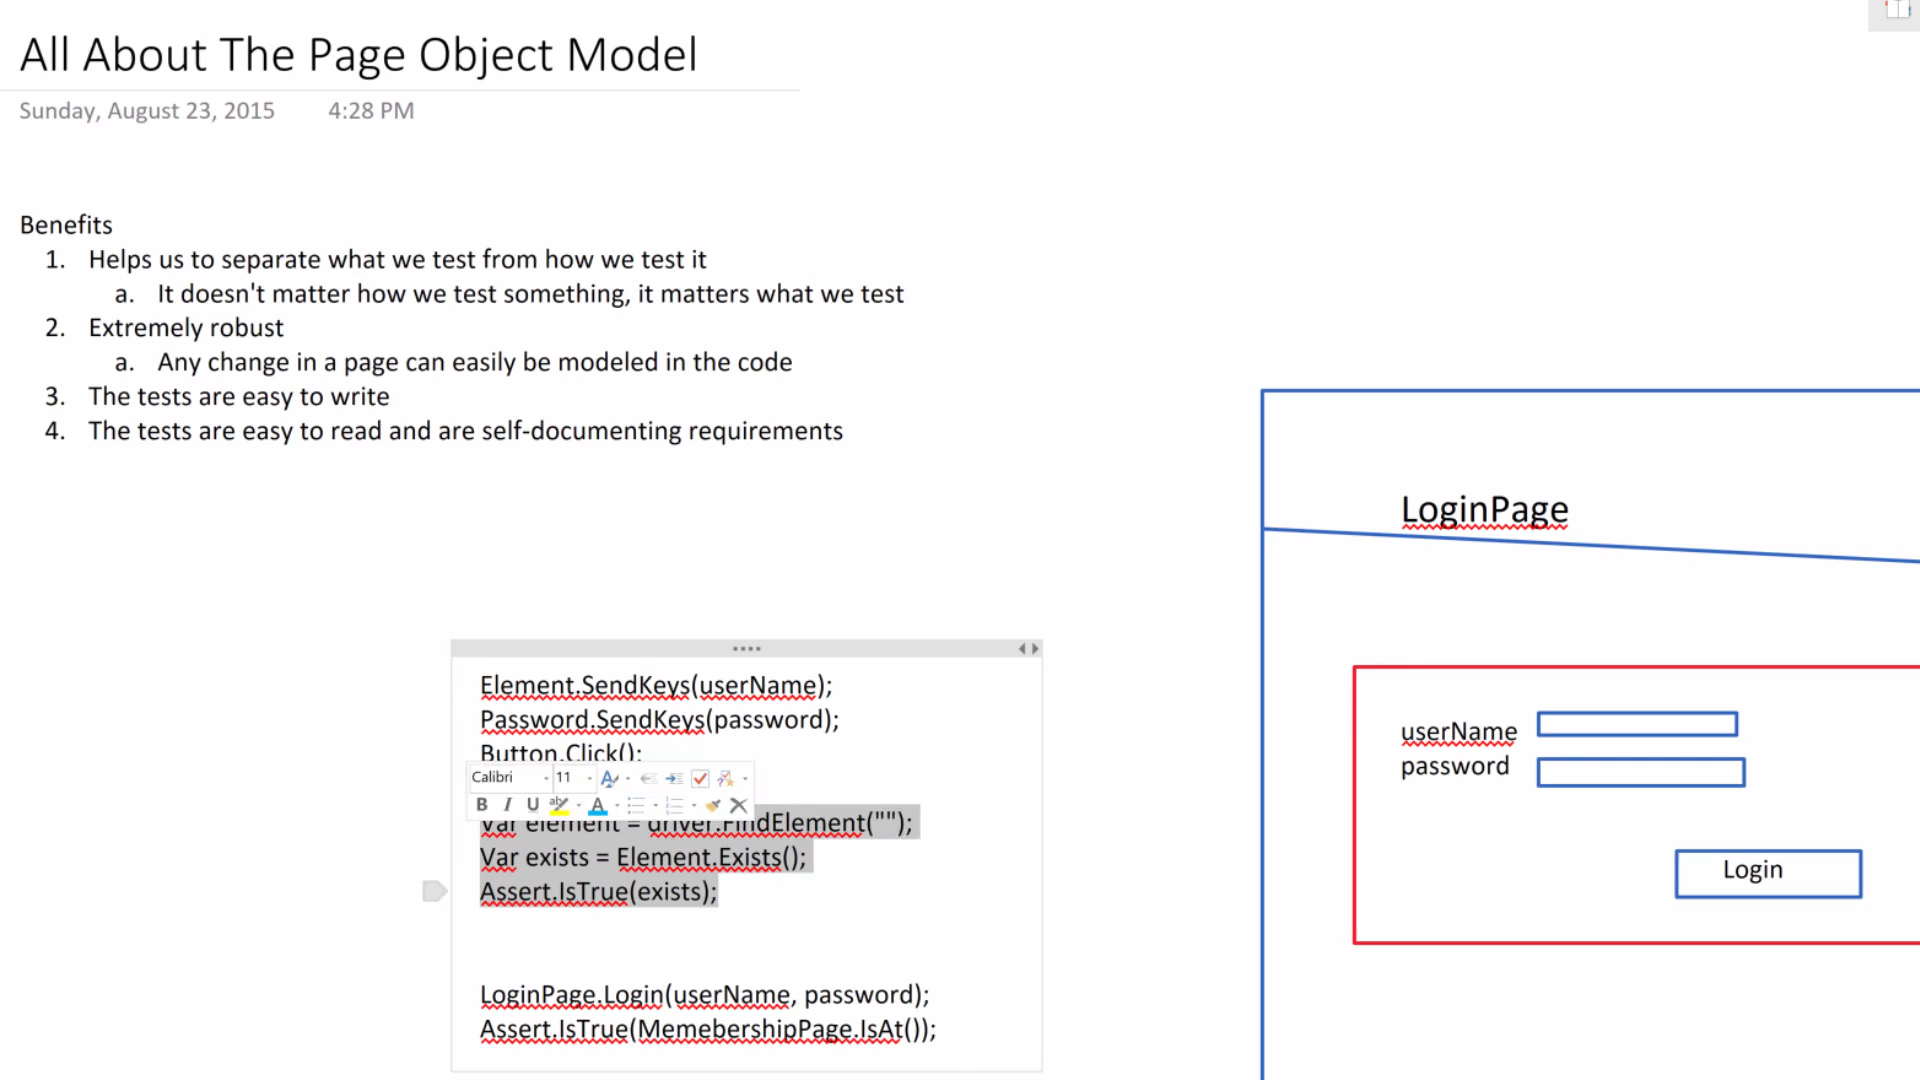 All About The Page Object Model
Sunday, August 23, 2015 4:28 PM
Benefits
1. Helps us to separate what we test from how we test it
a. It doesn't matter how we test something, it matters what we test
2. Extremely robust
a. Any change in a page can easily be modeled in the code
3. The tests are easy to write
4. The tests are easy to read and are self-documenting requirements
LoginPage
Element.SendKeys(userName);
Password.SendKeys(password);
Button.Click();
Calibri 11
B I U
Var element = driver.FindElement("");
Var exists = Element.Exists();
Assert.IsTrue(exists);
LoginPage.Login(userName, password);
Assert.IsTrue(MemebershipPage.IsAt());
userName
password
Login